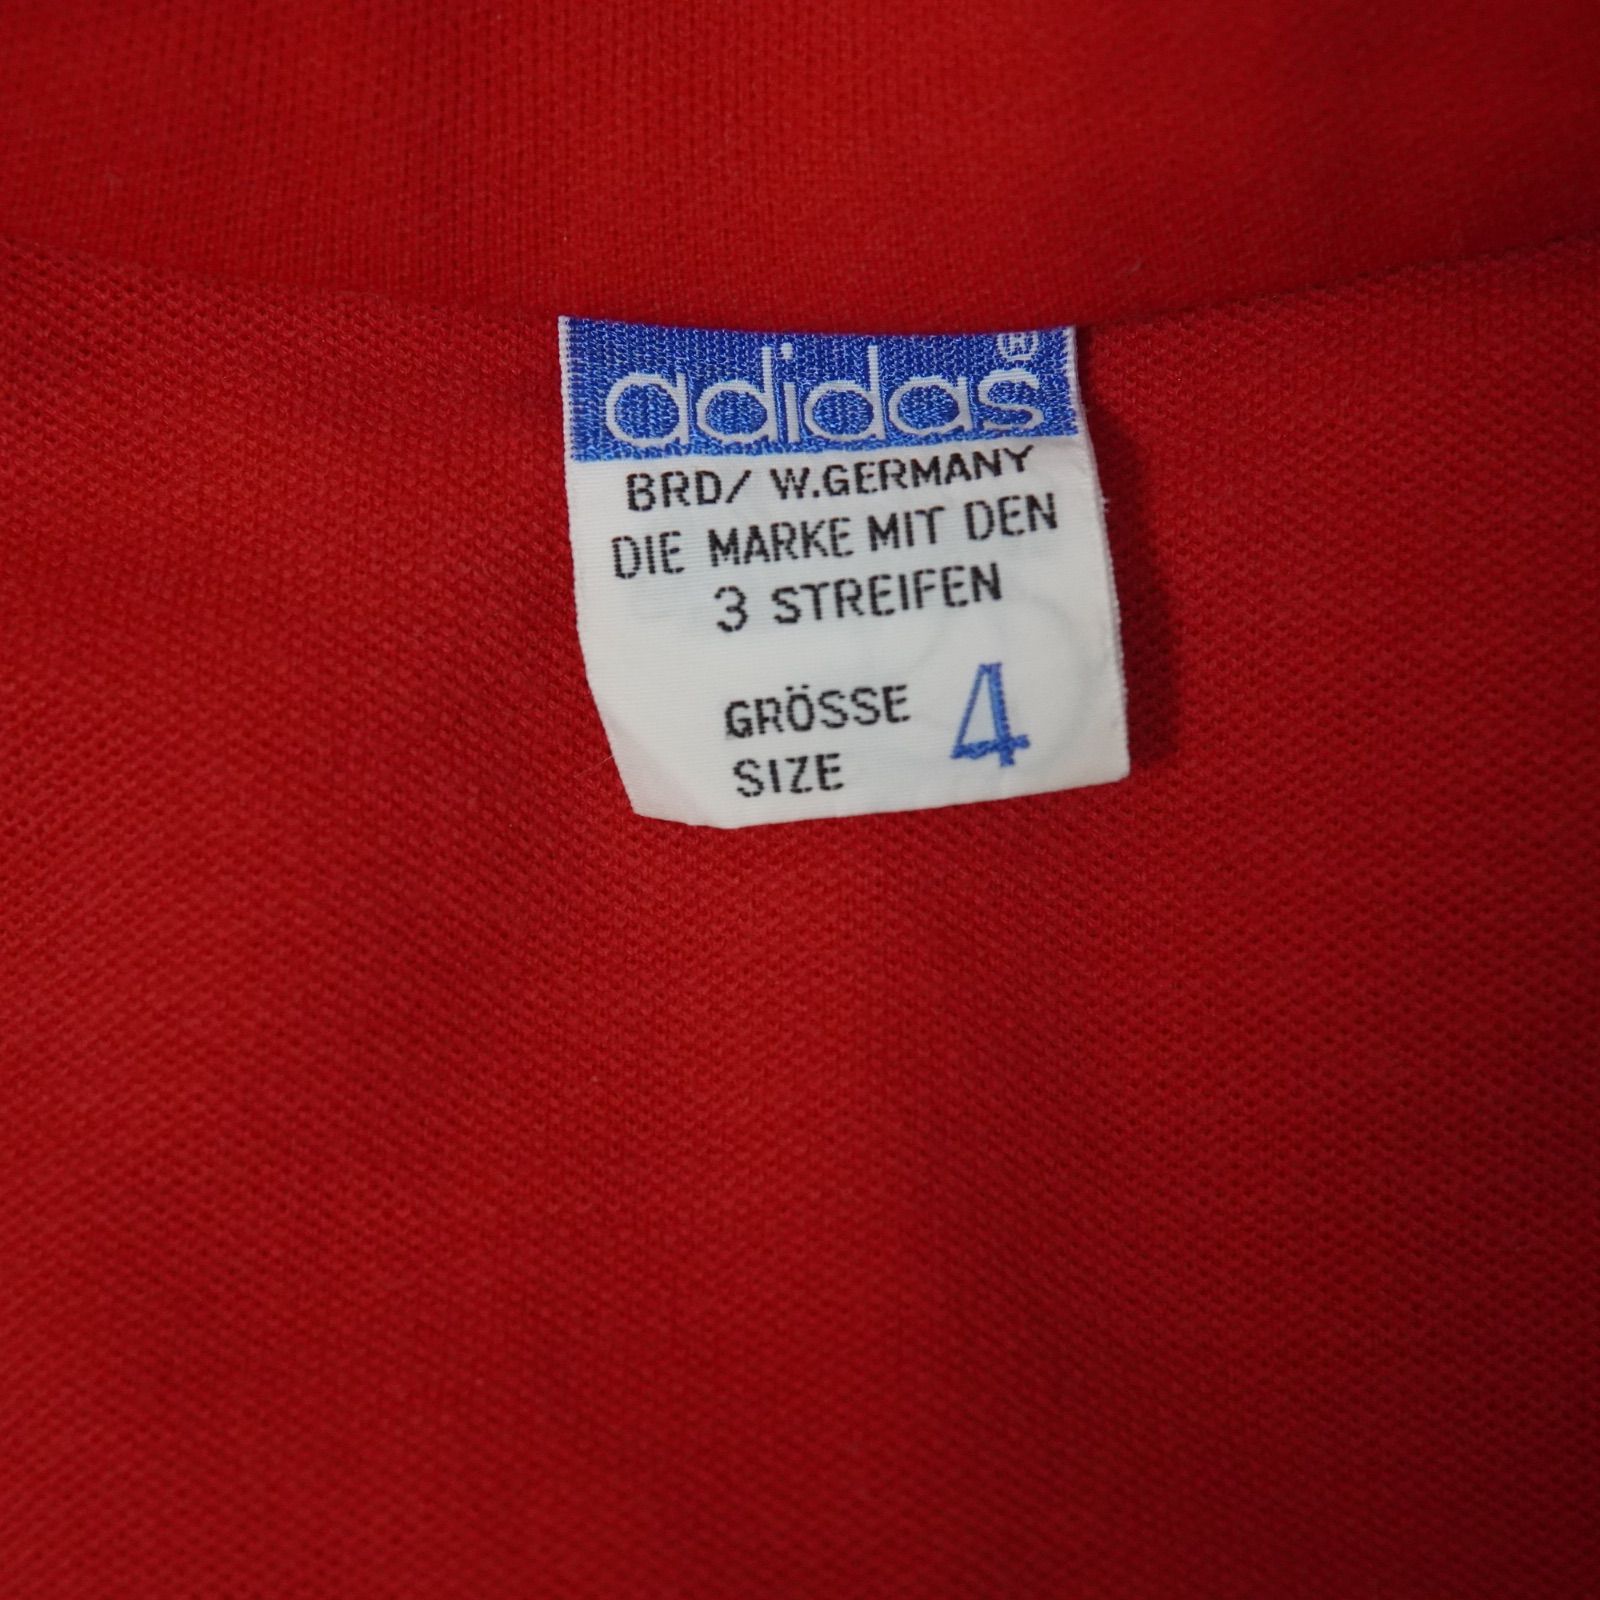 adidas®
BRD/ W.GERMANY
DIE MARKE MIT DEN
3 STREIFEN
GRÖSSE 4
SIZE